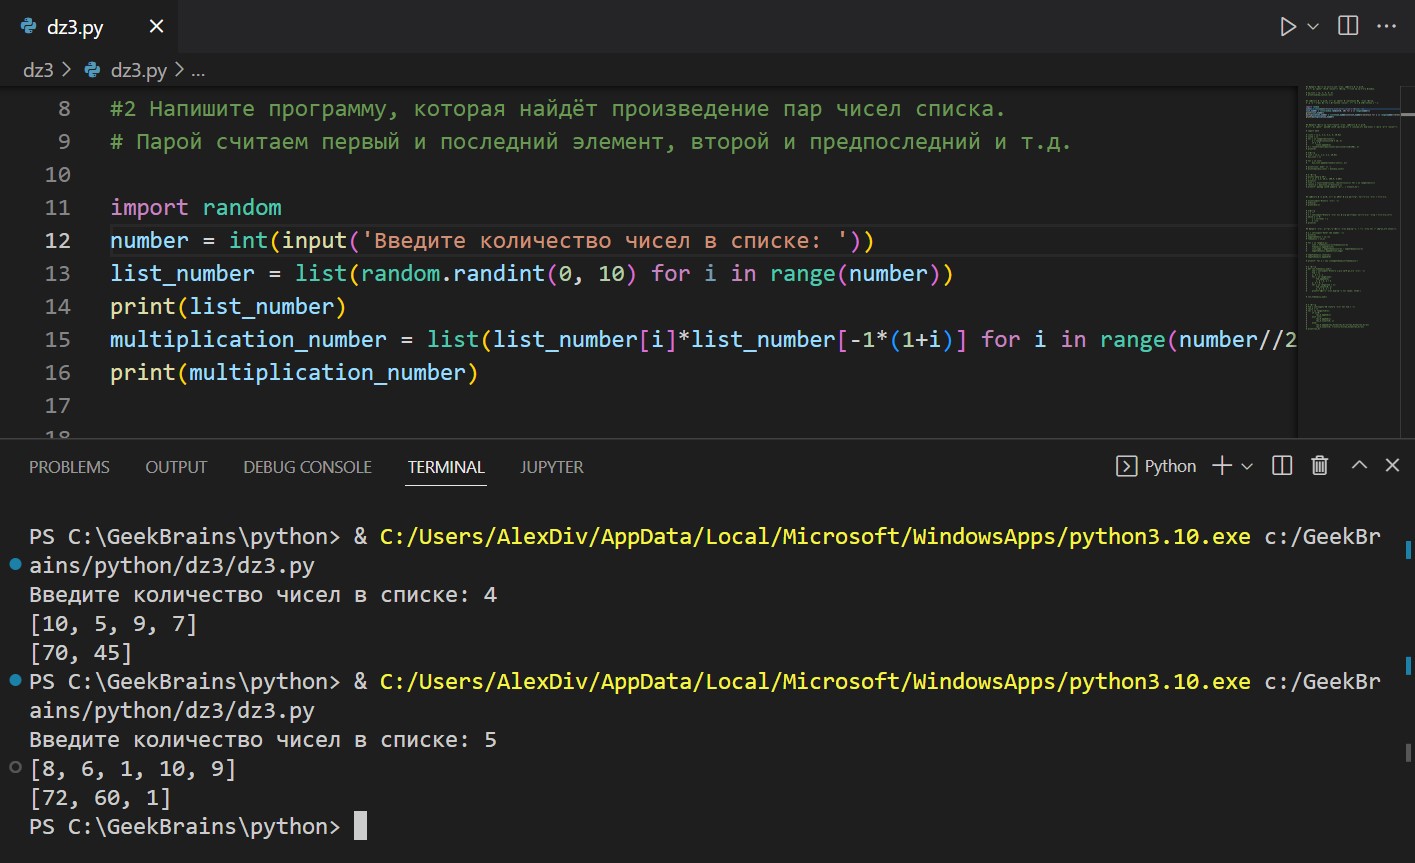 dz3.py
dz3 > dz3.py > ...
8 #2 Напишите программу, которая найдёт произведение пар чисел списка.
9 # Парой считаем первый и последний элемент, второй и предпоследний и т.д.
10
11 import random
12 number = int(input('Введите количество чисел в списке: '))
13 list_number = list(random.randint(0, 10) for i in range(number))
14 print(list_number)
15 multiplication_number = list(list_number[i]*list_number[-1*(1+i)] for i in range(number//2
16 print(multiplication_number)
17
18
PROBLEMS OUTPUT DEBUG CONSOLE TERMINAL JUPYTER Python
PS C:\GeekBrains\python> & C:/Users/AlexDiv/AppData/Local/Microsoft/WindowsApps/python3.10.exe c:/GeekBr
ains/python/dz3/dz3.py
Введите количество чисел в списке: 4
[10, 5, 9, 7]
[70, 45]
PS C:\GeekBrains\python> & C:/Users/AlexDiv/AppData/Local/Microsoft/WindowsApps/python3.10.exe c:/GeekBr
ains/python/dz3/dz3.py
Введите количество чисел в списке: 5
[8, 6, 1, 10, 9]
[72, 60, 1]
PS C:\GeekBrains\python>